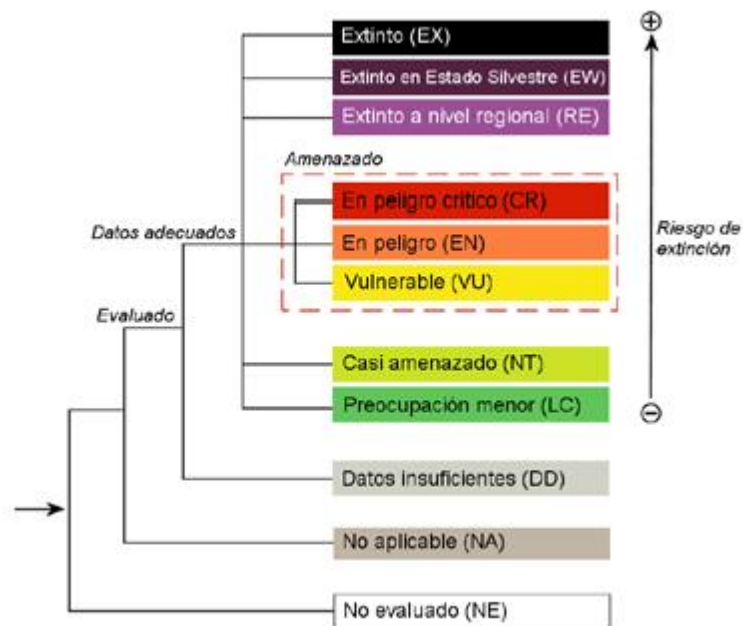 Extinto (EX)
Extinto en Estado Silvestre (EW)
Extinto a nivel regional (RE)
Amenazado
En peligro crítico (CR)
Datos adecuados
En peligro (EN)
Riesgo de
extinción
Vulnerable (VU)
Evaluado
Casi amenazado (NT)
Preocupación menor (LC)
Datos insuficientes (DD)
No aplicable (NA)
No evaluado (NE)